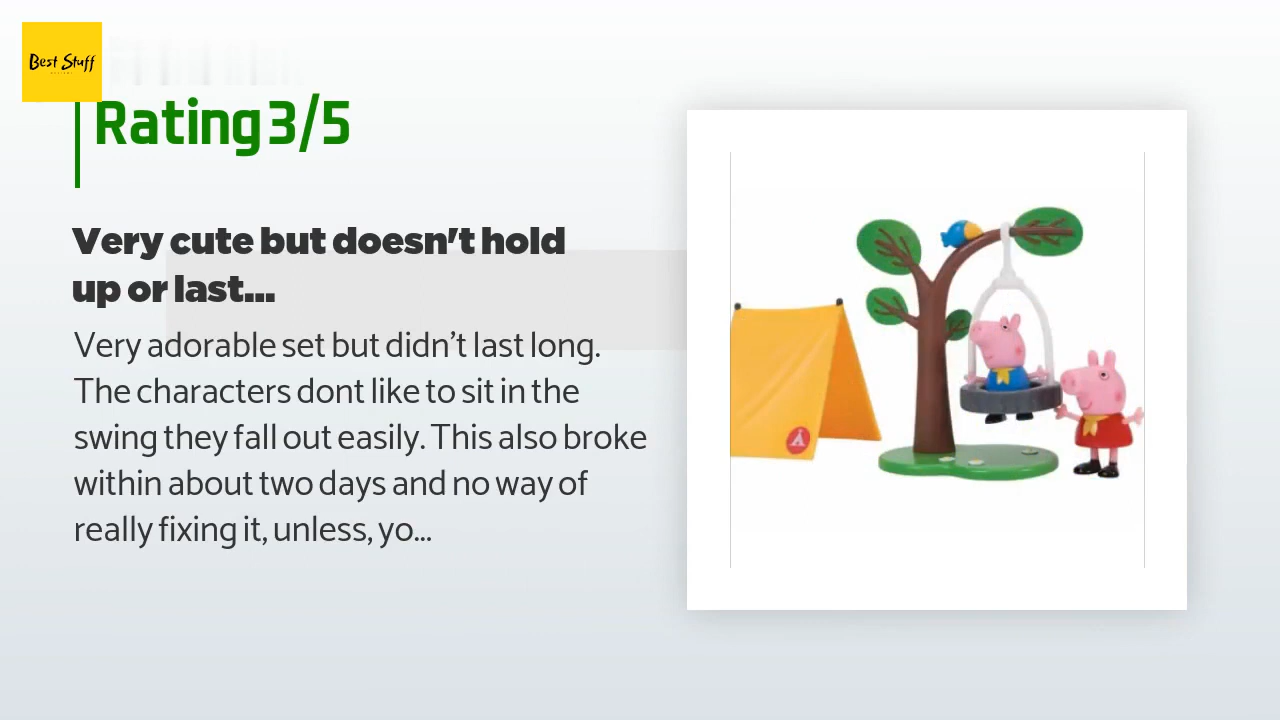 Best Stuff
Rating 3/5
Very cute but doesn't hold
up or last...
Very adorable set but didn't last long.
The characters dont like to sit in the
swing they fall out easily. This also broke
within about two days and no way of
really fixing it, unless, yo...